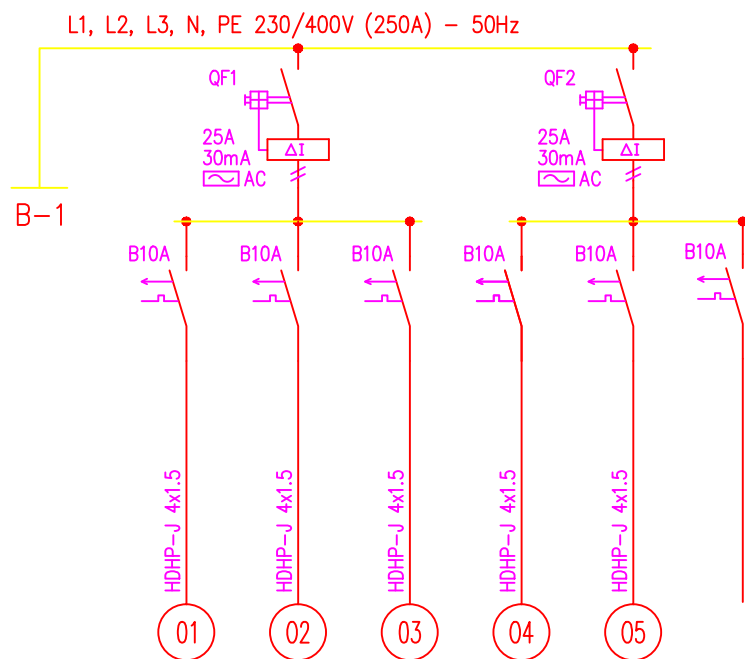 L1, L2, L3, N, PE 230/400V (250A) - 50Hz
QF1
QF2
25A
30mA
AC
ΔI
25A
30mA
AC
ΔI
B-1
B10A
B10A
B10A
B10A
B10A
B10A
HDHP-J 4x1.5
HDHP-J 4x1.5
HDHP-J 4x1.5
HDHP-J 4x1.5
HDHP-J 4x1.5
01
02
03
04
05